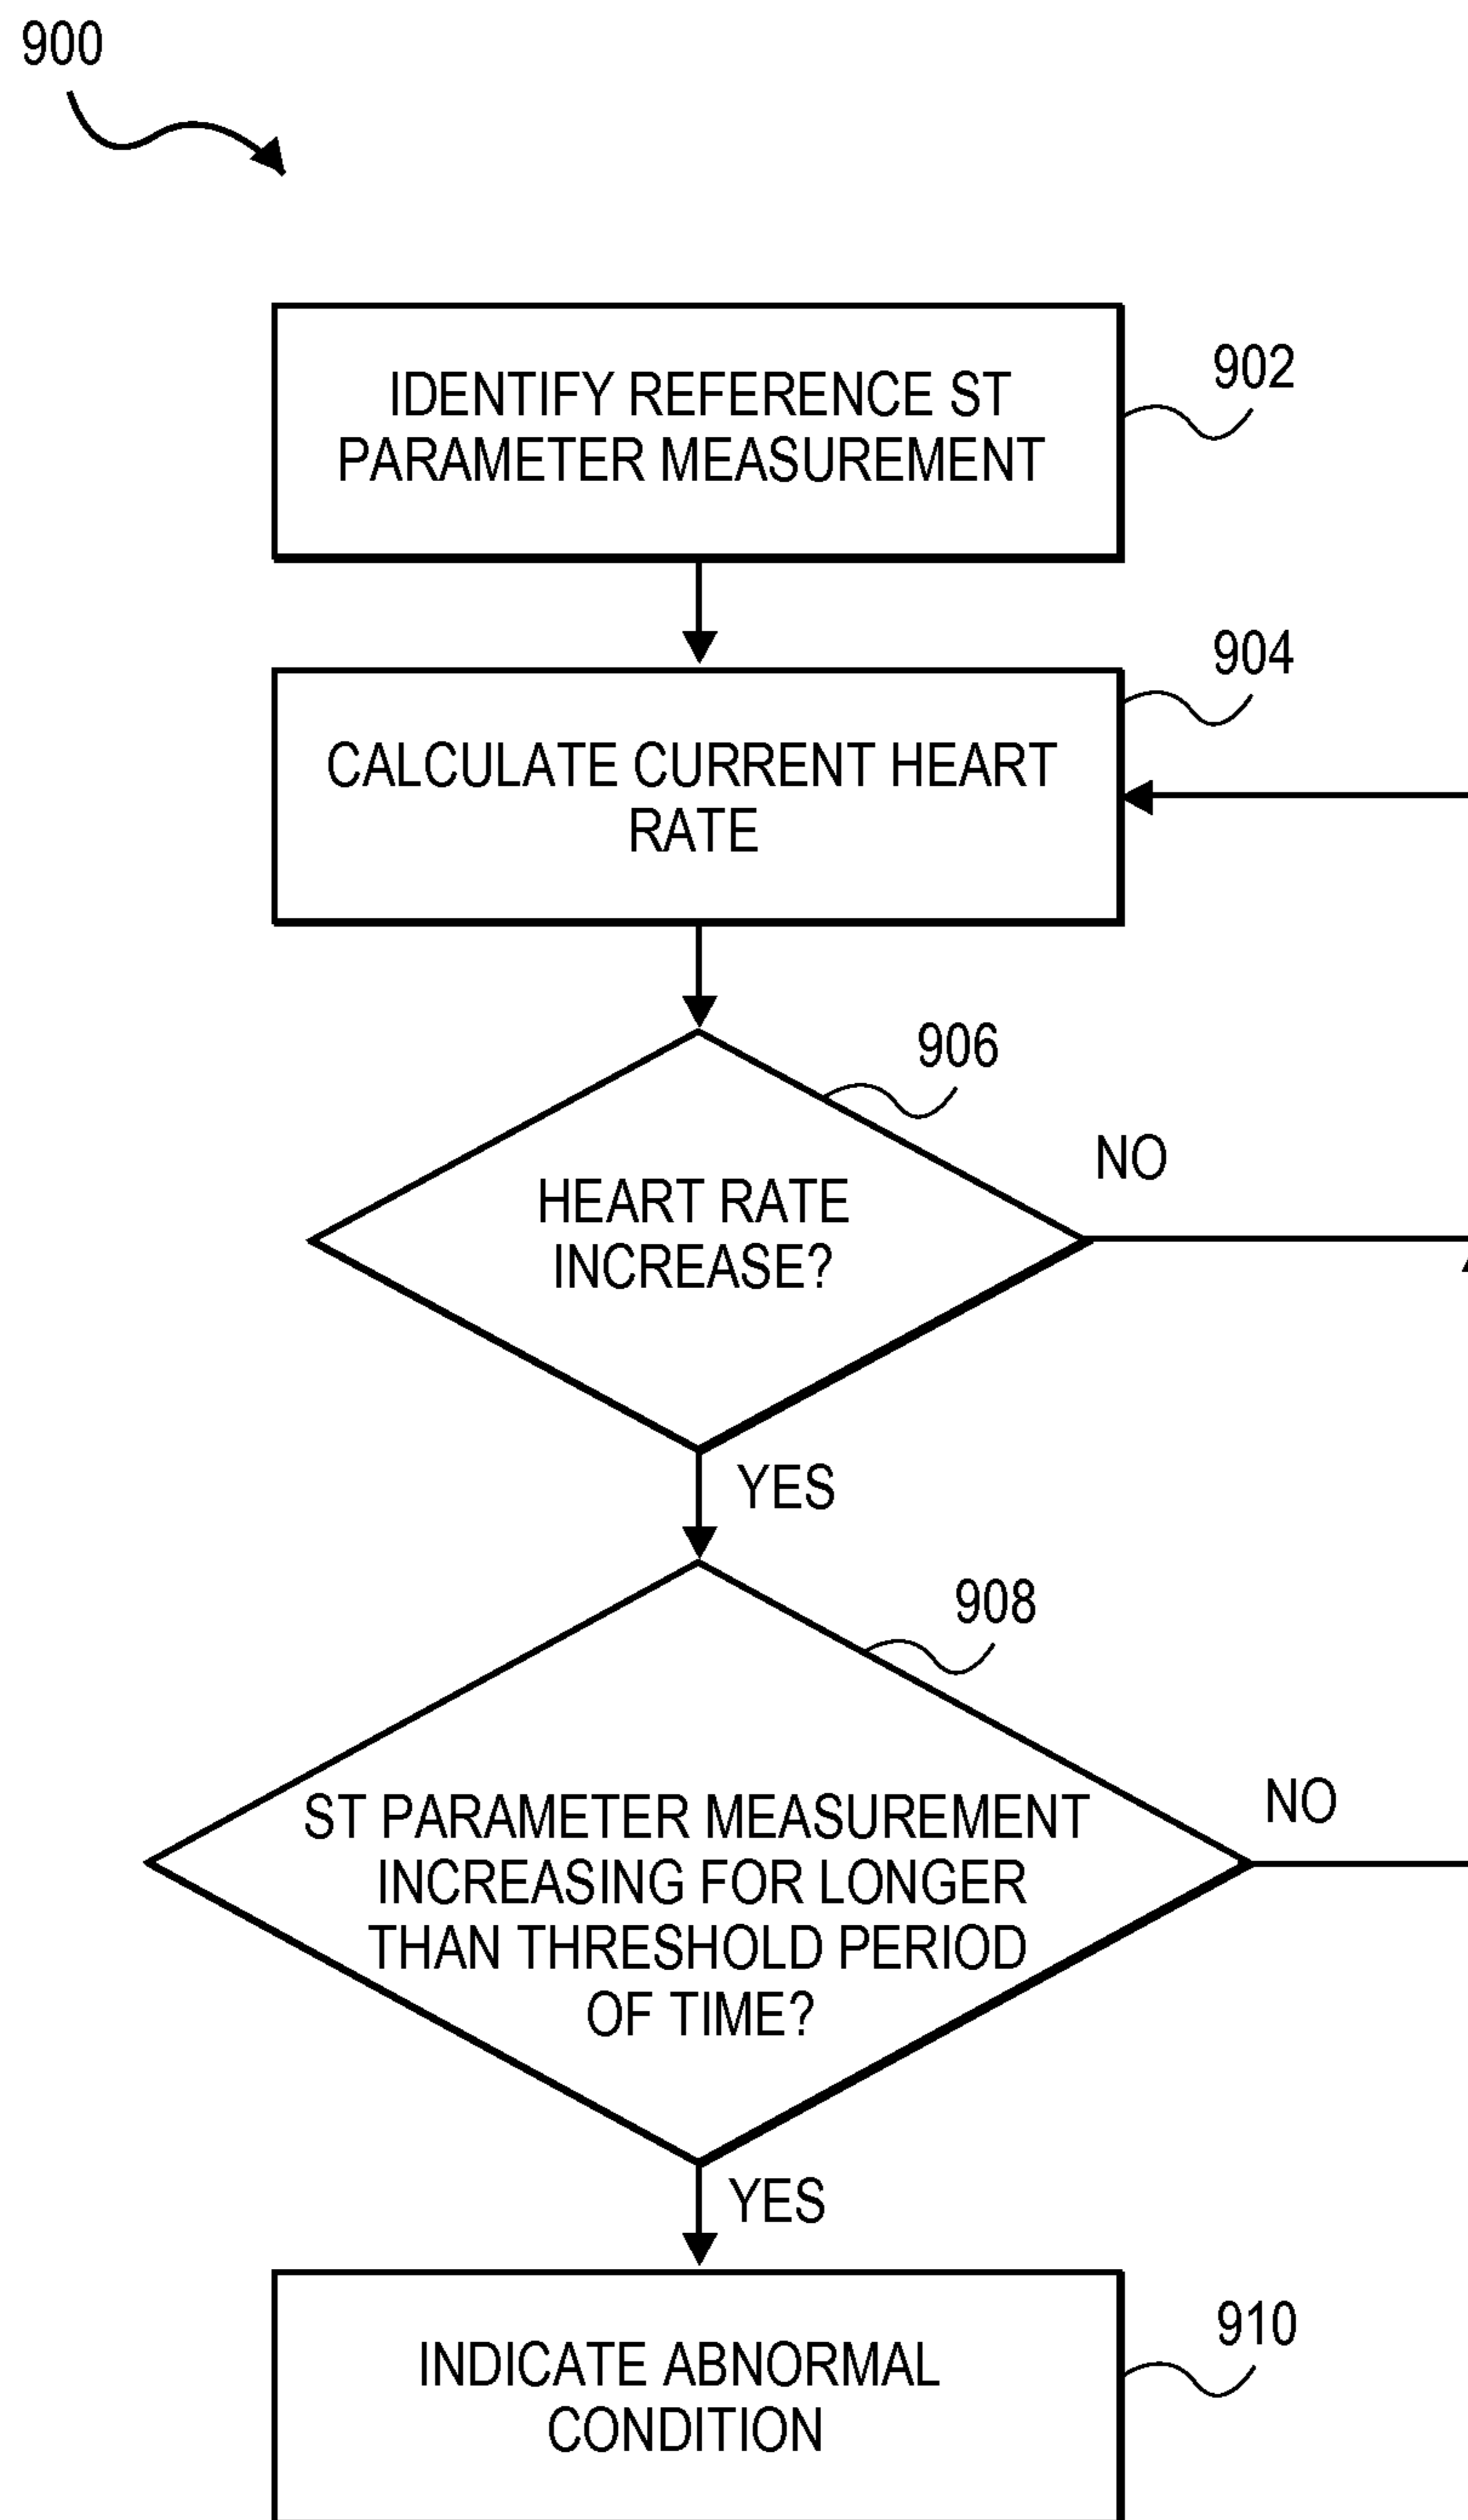 900
IDENTIFY REFERENCE ST
PARAMETER MEASUREMENT
902
CALCULATE CURRENT HEART
RATE
904
906
HEART RATE
INCREASE?
NO
YES
908
ST PARAMETER MEASUREMENT
INCREASING FOR LONGER
THAN THRESHOLD PERIOD
OF TIME?
NO
YES
INDICATE ABNORMAL
CONDITION
910